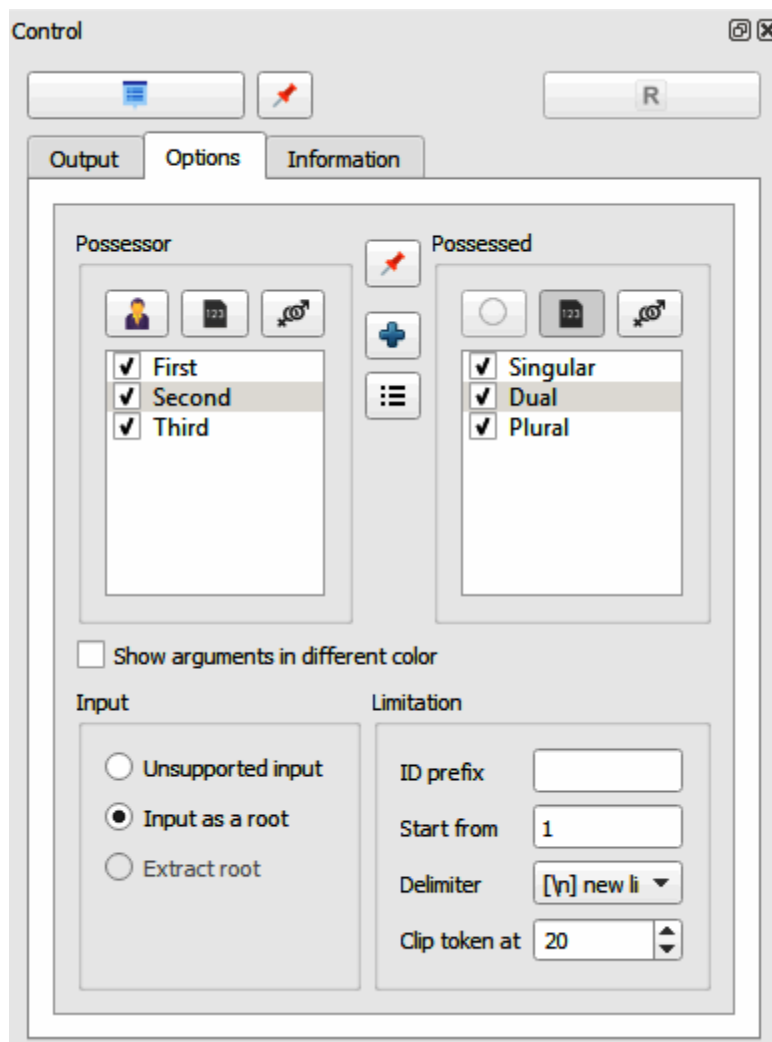 Control
R
Output Options Information
Possessor Possessed
123 123
First Singular
Second Dual
Third Plural
Show arguments in different color
Input Limitation
Unsupported input ID prefix
Input as a root Start from 1
Extract root Delimiter [\n] new li
Clip token at 20